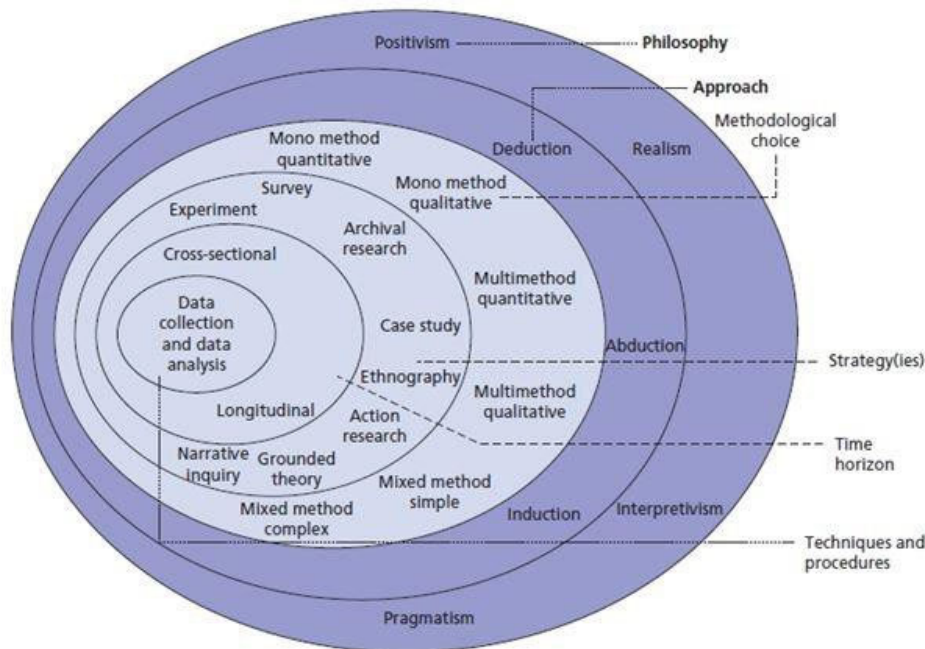 Positivism
Philosophy
Approach
Methodological
choice
Mono method
quantitative
Deduction
Realism
Survey
Mono method
qualitative
Experiment
Archival
research
Cross-sectional
Multimethod
quantitative
Data
collection
and data
analysis
Case study
Abduction
Strategy(ies)
Ethnography
Multimethod
qualitative
Longitudinal
Action
research
Time
horizon
Narrative
inquiry
Grounded
theory
Mixed method
simple
Mixed method
complex
Induction
Interpretivism
Techniques and
procedures
Pragmatism